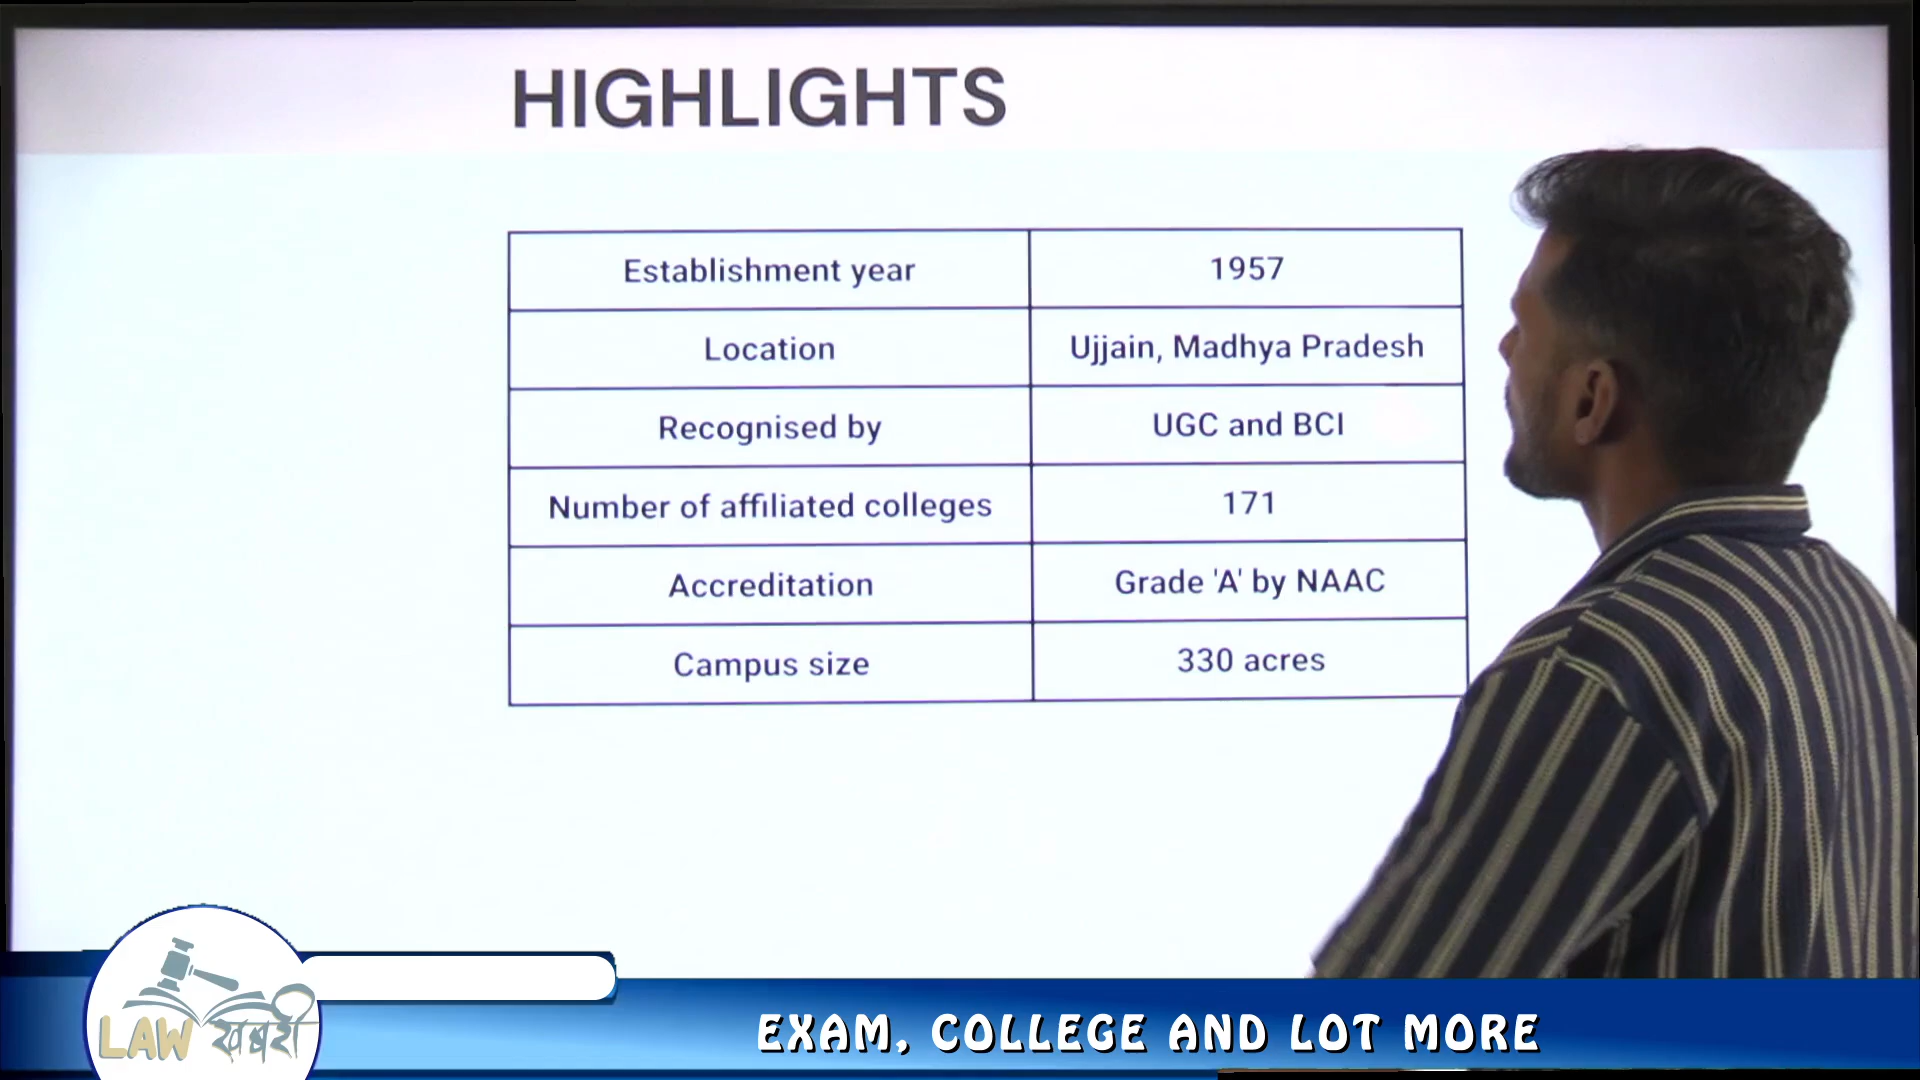 HIGHLIGHTS
Establishment year 1957
Location Ujjain, Madhya Pradesh
Recognised by UGC and BCI
Number of affiliated colleges 171
Accreditation Grade 'A' by NAAC
Campus size 330 acres
LAW खबरी
EXAM, COLLEGE AND LOT MORE